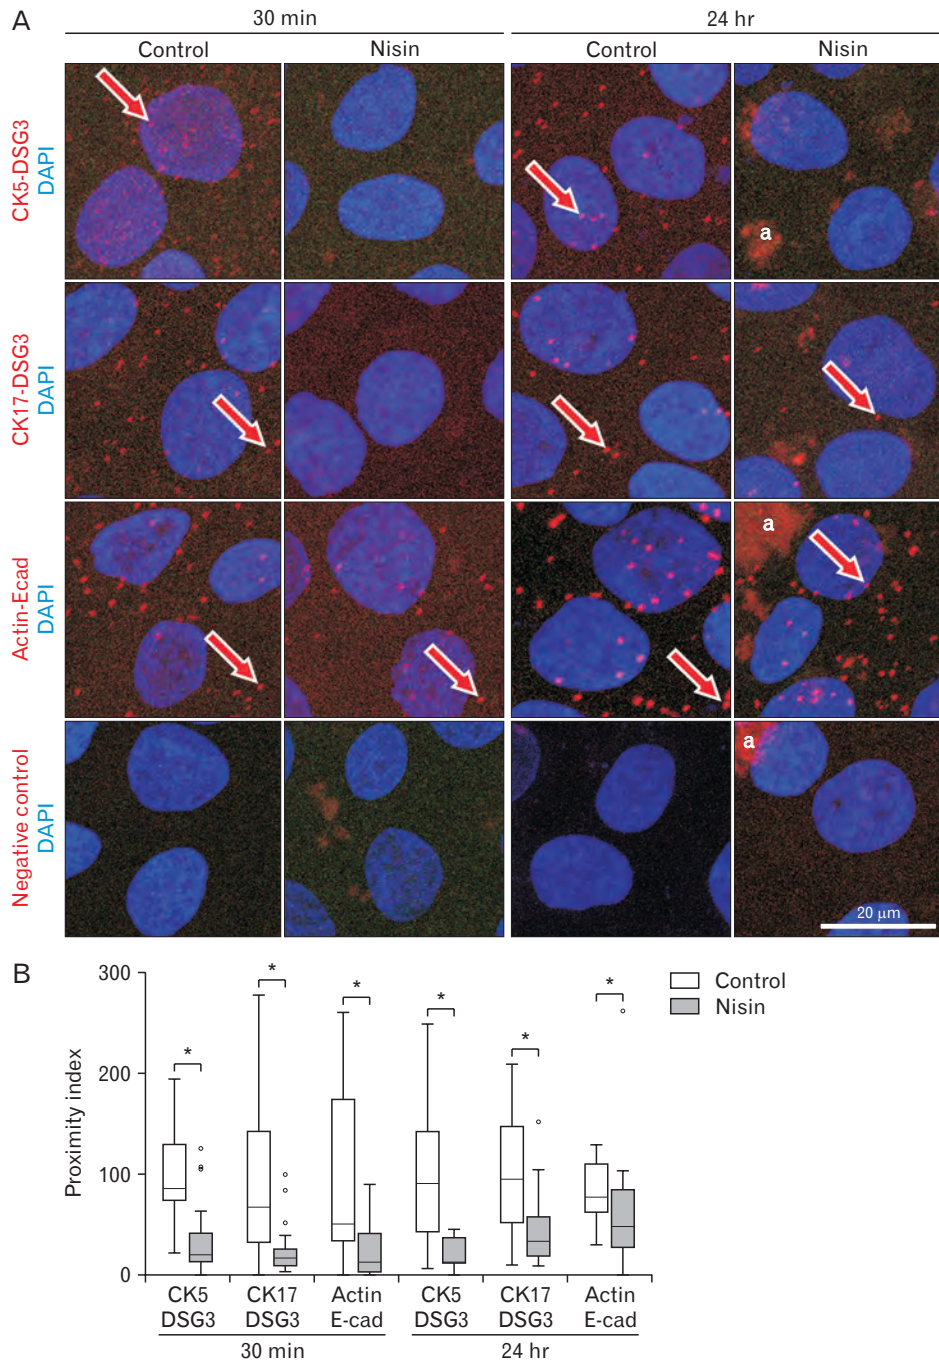 A
30 min
24 hr
Control
Nisin
Control
Nisin
CK5-DSG3
DAPI
a
CK17-DSG3
DAPI
Actin-Ecad
DAPI
a
Negative control
DAPI
a
20 μm
B
Proximity index
300
200
100
0
* * * * * *
Control
Nisin
CK5 CK17 Actin CK5 CK17 Actin
DSG3 DSG3 E-cad DSG3 DSG3 E-cad
30 min 24 hr